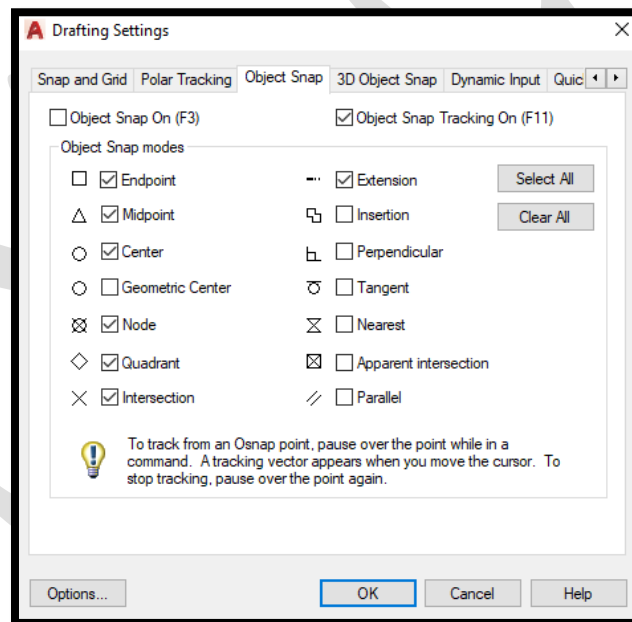 Drafting Settings
Snap and Grid Polar Tracking Object Snap 3D Object Snap Dynamic Input Quic
Object Snap On (F3) Object Snap Tracking On (F11)
Object Snap modes
Endpoint Extension Select All
Midpoint Insertion Clear All
Center Perpendicular
Geometric Center Tangent
Node Nearest
Quadrant Apparent intersection
Intersection Parallel
To track from an Osnap point, pause over the point while in a
command. A tracking vector appears when you move the cursor. To
stop tracking, pause over the point again.
Options... OK Cancel Help